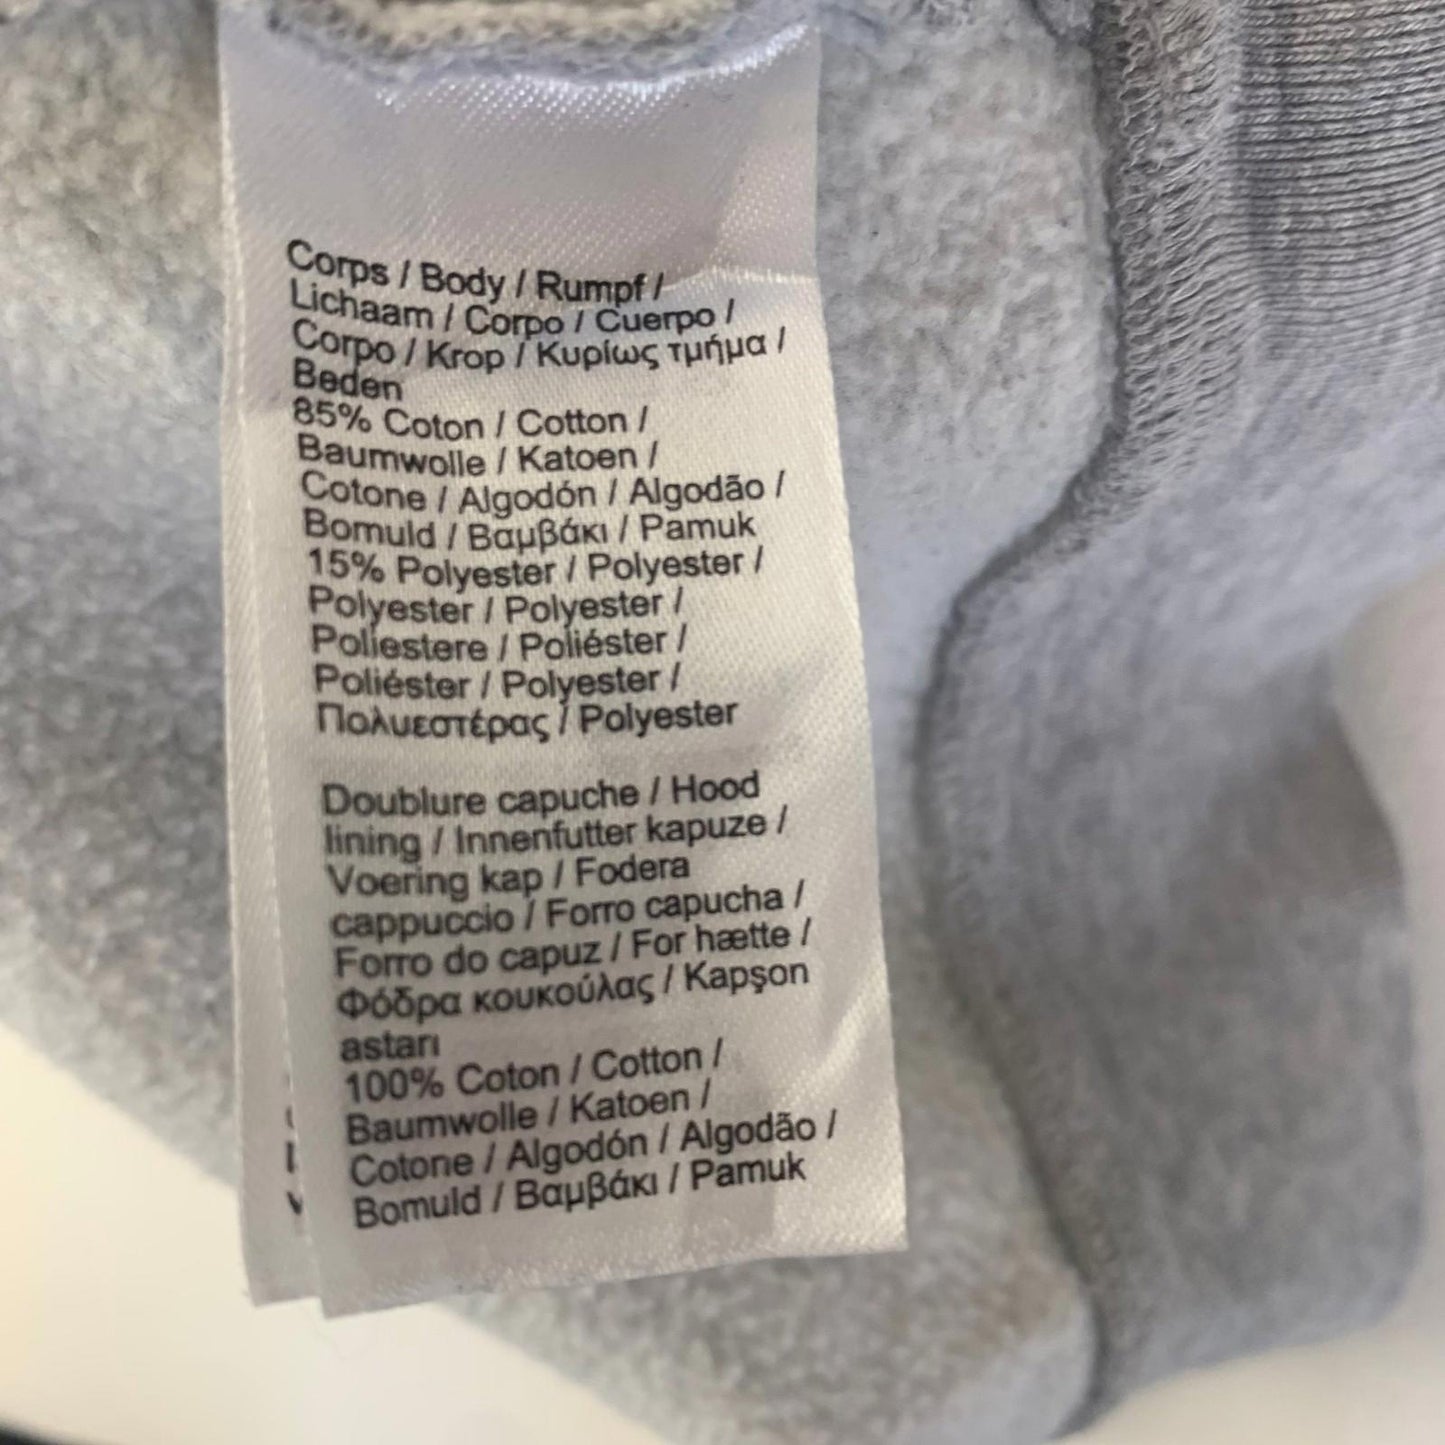 Corps / Body / Rumpf /
Lichaam / Corpo / Cuerpo /
Corpo / Krop / Κυρίως τμήμα /
Beden
85% Coton / Cotton /
Baumwolle / Katoen /
Cotone / Algodón / Algodão /
Bomuld / Βαμβάκι / Pamuk
15% Polyester / Polyester /
Polyester / Polyester /
Poliestere / Poliéster /
Poliéster / Polyester /
Πολυεστέρας / Polyester
Doublure capuche / Hood
lining / Innenfutter kapuze /
Voering kap / Fodera
cappuccio / Forro capucha /
Forro do capuz / For hætte /
Φόδρα κουκούλας / Kapşon
astarı
100% Coton / Cotton /
Baumwolle / Katoen /
Cotone / Algodón / Algodão /
Bomuld / Βαμβάκι / Pamuk